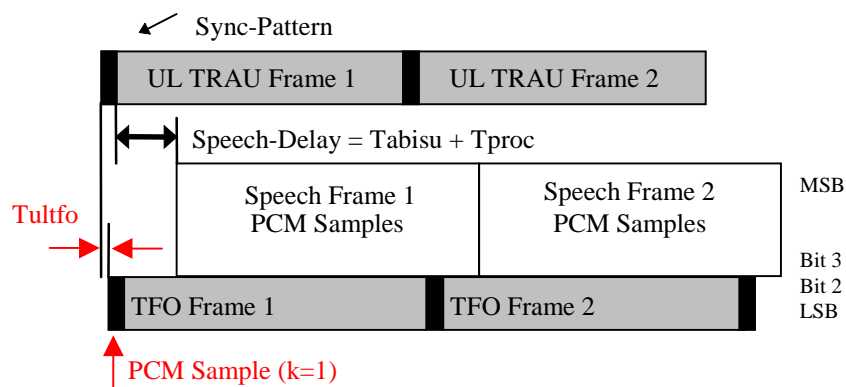 Sync-Pattern
UL TRAU Frame 1
UL TRAU Frame 2
Speech-Delay = Tabisu + Tproc
Speech Frame 1
PCM Samples
Speech Frame 2
PCM Samples
MSB
Tultfo
Bit 3
Bit 2
LSB
TFO Frame 1
TFO Frame 2
PCM Sample (k=1)